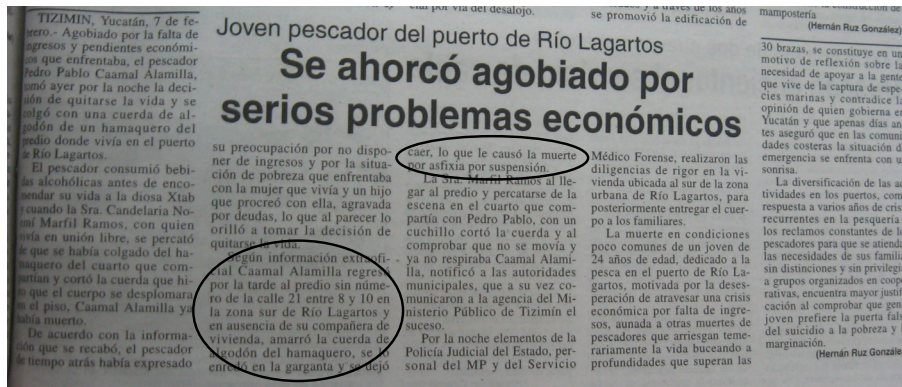 cial por vía del desalojo.
se promovió la edificación de
mampostería
(Hernán Ruz González)
Joven pescador del puerto de Río Lagartos
Se ahorcó agobiado por
serios problemas económicos
TIZIMIN, Yucatán, 7 de fe-
brero.- Agobiado por la falta de
ingresos y pendientes económi-
cos que enfrentaba, el pescador
Pedro Pablo Caamal Alamilla,
tomó ayer por la noche la deci-
sión de quitarse la vida y se
colgó con una cuerda de al-
godón de un hamaquero del
predio donde vivía en el puerto
de Río Lagartos.
El pescador consumió bebi-
das alcohólicas antes de enco-
mendar su vida a la diosa Xtab
y cuando la Sra. Candelaria No-
emí Marfil Ramos, con quien
vivía en unión libre, se percató
de que se había colgado del ha-
maquero del cuarto que com-
partían y cortó la cuerda que hi-
zo que el cuerpo se desplomara
en el piso, Caamal Alamilla ya
había muerto.
De acuerdo con la informa-
ción que se recabó, el pescador
de tiempo atrás había expresado
su preocupación por no dispo-
ner de ingresos y por la situa-
ción de pobreza que enfrentaba
con la mujer que vivía y un hijo
que procreó con ella, agravada
por deudas, lo que al parecer lo
orilló a tomar la decisión de
quitarse la vida.
Según información extraofi-
cial Caamal Alamilla regresó
por la tarde al predio sin núme-
ro de la calle 21 entre 8 y 10 en
la zona sur de Río Lagartos y
en ausencia de su compañera de
vivienda, amarró la cuerda de
algodón del hamaquero, se lo
enredó en la garganta y se dejó
caer, lo que le causó la muerte
por asfixia por suspensión.
La Sra. Marfil Ramos al lle-
gar al predio y percatarse de la
escena en el cuarto que com-
partía con Pedro Pablo, con un
cuchillo cortó la cuerda y al
comprobar que no se movía y
ya no respiraba Caamal Alami-
lla, notificó a las autoridades
municipales, que a su vez co-
municaron a la agencia del Mi-
nisterio Público de Tizimín el
suceso.
Por la noche elementos de la
Policía Judicial del Estado, per-
sonal del MP y del Servicio
Médico Forense, realizaron las
diligencias de rigor en la vi-
vienda ubicada al sur de la zona
urbana de Río Lagartos, para
posteriormente entregar el cuer-
po a los familiares.
La muerte en condiciones
poco comunes de un joven de
24 años de edad, dedicado a la
pesca en el puerto de Río La-
gartos, motivada por la deses-
peración de atravesar una crisis
económica por falta de ingre-
sos, aunada a otras muertes de
pescadores que arriesgan teme-
rariamente la vida buceando a
profundidades que superan las
30 brazas, se constituye en un
motivo de reflexión sobre la
necesidad de apoyar a la gente
que vive de la captura de espe-
cies marinas y contradice la
opinión de quien gobierna en
Yucatán y que apenas días an-
tes aseguró que en las comuni-
dades costeras la situación de
emergencia se enfrenta con una
sonrisa.
La diversificación de las ac-
tividades en los puertos, como
respuesta a varios años de crisis
recurrentes en la pesquería y
los reclamos constantes de los
pescadores para que se atiendan
las necesidades de sus familias
sin distinciones y sin privilegiar
a grupos organizados en coope-
rativas, encuentra mayor justifi-
cación al comprobar que gente
joven prefiere la puerta falsa
del suicidio a la pobreza y la
marginación.
(Hernán Ruz González)